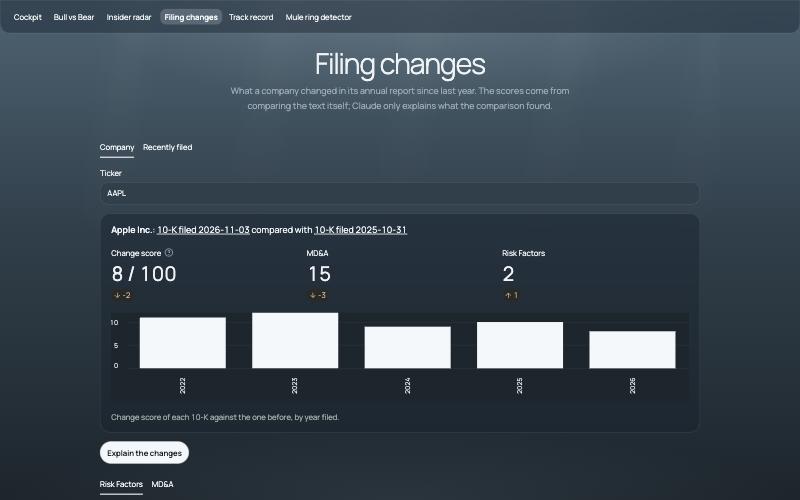 Cockpit Bull vs Bear Insider radar Filing changes Track record Mule ring detector
Filing changes
What a company changed in its annual report since last year. The scores come from
comparing the text itself; Claude only explains what the comparison found.
Company Recently filed
Ticker
AAPL
Apple Inc.: 10-K filed 2026-11-03 compared with 10-K filed 2025-10-31
Change score ? MD&A Risk Factors
8 / 100 15 2
↓ -2 ↓ -3 ↑ 1
10
5
0
2022 2023 2024 2025 2026
Change score of each 10-K against the one before, by year filed.
Explain the changes
Risk Factors MD&A